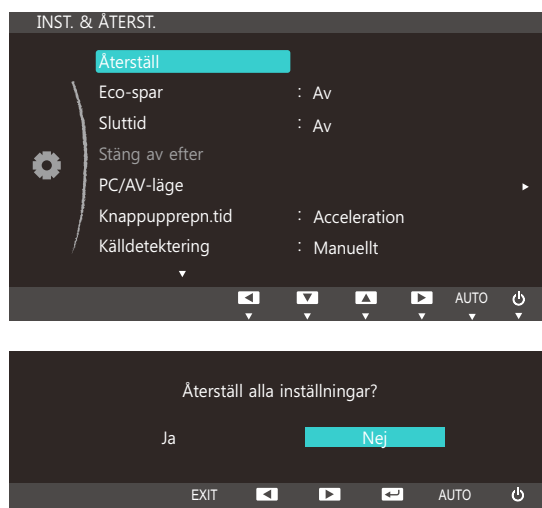 INST. & ÅTERST.
Återställ
Eco-spar : Av
Sluttid : Av
Stäng av efter
PC/AV-läge
Knappupprepn.tid : Acceleration
Källdetektering : Manuellt
AUTO
Återställ alla inställningar?
Ja Nej
EXIT AUTO